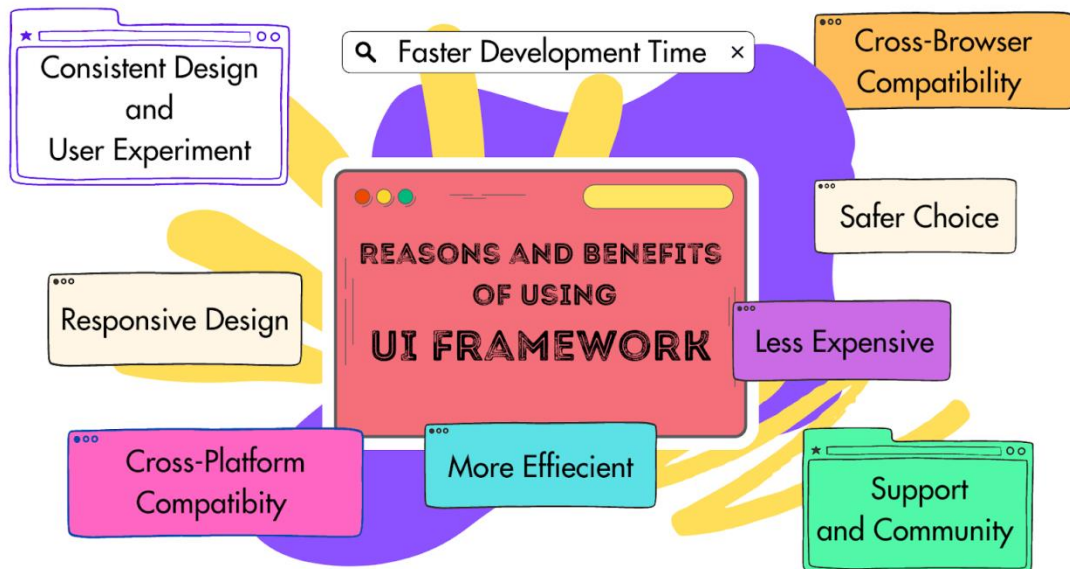 Consistent Design
and
User Experiment
Faster Development Time
Cross-Browser
Compatibility
Safer Choice
REASONS AND BENEFITS
OF USING
UI FRAMEWORK
Responsive Design
Less Expensive
Cross-Platform
Compatibity
More Effiecient
Support
and Community